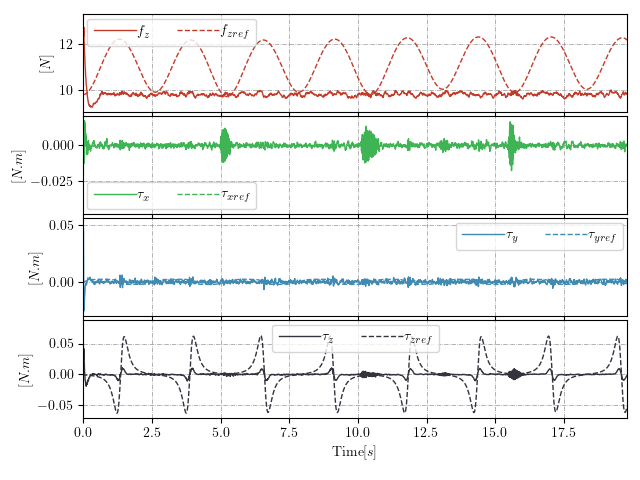 f_z f_zref
[N]
12
10
[N.m]
0.000
−0.025
τ_x τ_xref
[N.m]
0.05
0.00
τ_y τ_yref
[N.m]
0.05
0.00
−0.05
τ_z τ_zref
0.0 2.5 5.0 7.5 10.0 12.5 15.0 17.5
Time[s]